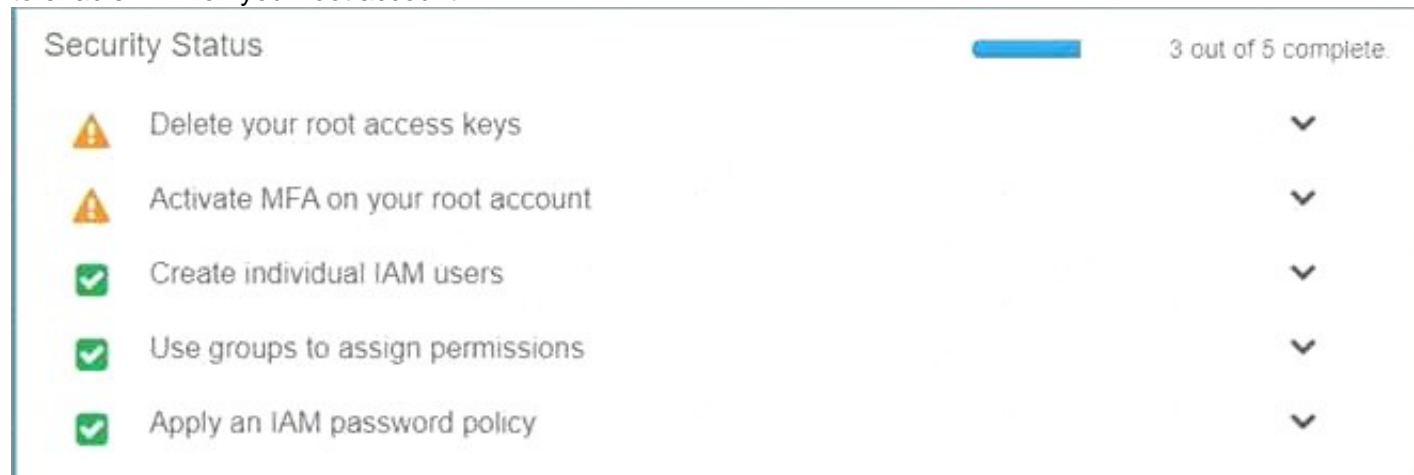 Security Status
3 out of 5 complete.
Delete your root access keys
Activate MFA on your root account
Create individual IAM users
Use groups to assign permissions
Apply an IAM password policy